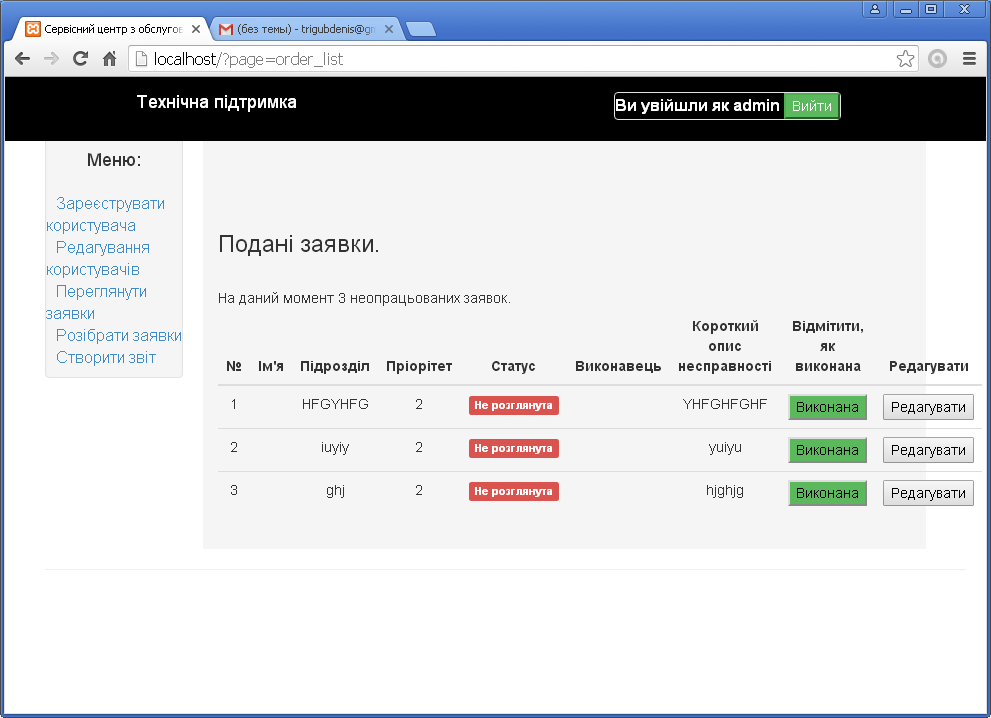 Сервісний центр з обслугов
(без темы) - trigubdenis@gm
localhost/?page=order_list
Технічна підтримка
Ви увійшли як admin Вийти
Меню:
Зареєструвати
користувача
Редагування
користувачів
Переглянути
заявки
Розібрати заявки
Створити звіт
Подані заявки.
На даний момент 3 неопрацьованих заявок.
№ Ім'я Підрозділ Пріорітет Статус Виконавець Короткий опис несправності Відмітити, як виконана Редагувати
1 HFGYHFG 2 Не розглянута YHFGHFGHF Виконана Редагувати
2 iuyiy 2 Не розглянута yuiyu Виконана Редагувати
3 ghj 2 Не розглянута hjghjg Виконана Редагувати